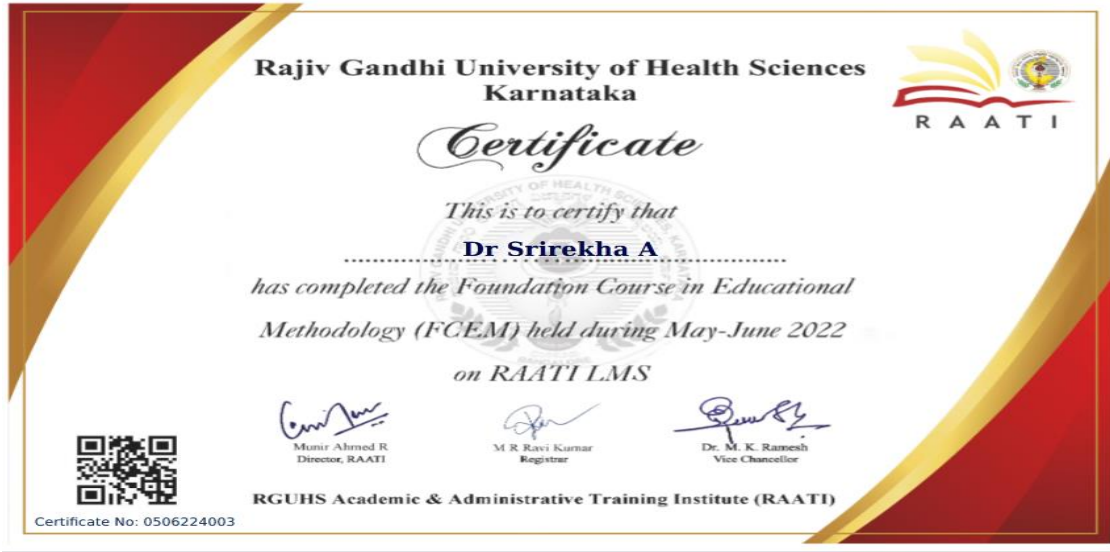 Rajiv Gandhi University of Health Sciences
Karnataka
RAATI
Certificate
This is to certify that
Dr Srirekha A
has completed the Foundation Course in Educational
Methodology (FCEM) held during May-June 2022
on RAATI LMS
Munir Ahmed R
Director, RAATI
M R Ravi Kumar
Registrar
Dr. M. K. Ramesh
Vice Chancellor
RGUHS Academic & Administrative Training Institute (RAATI)
Certificate No: 0506224003